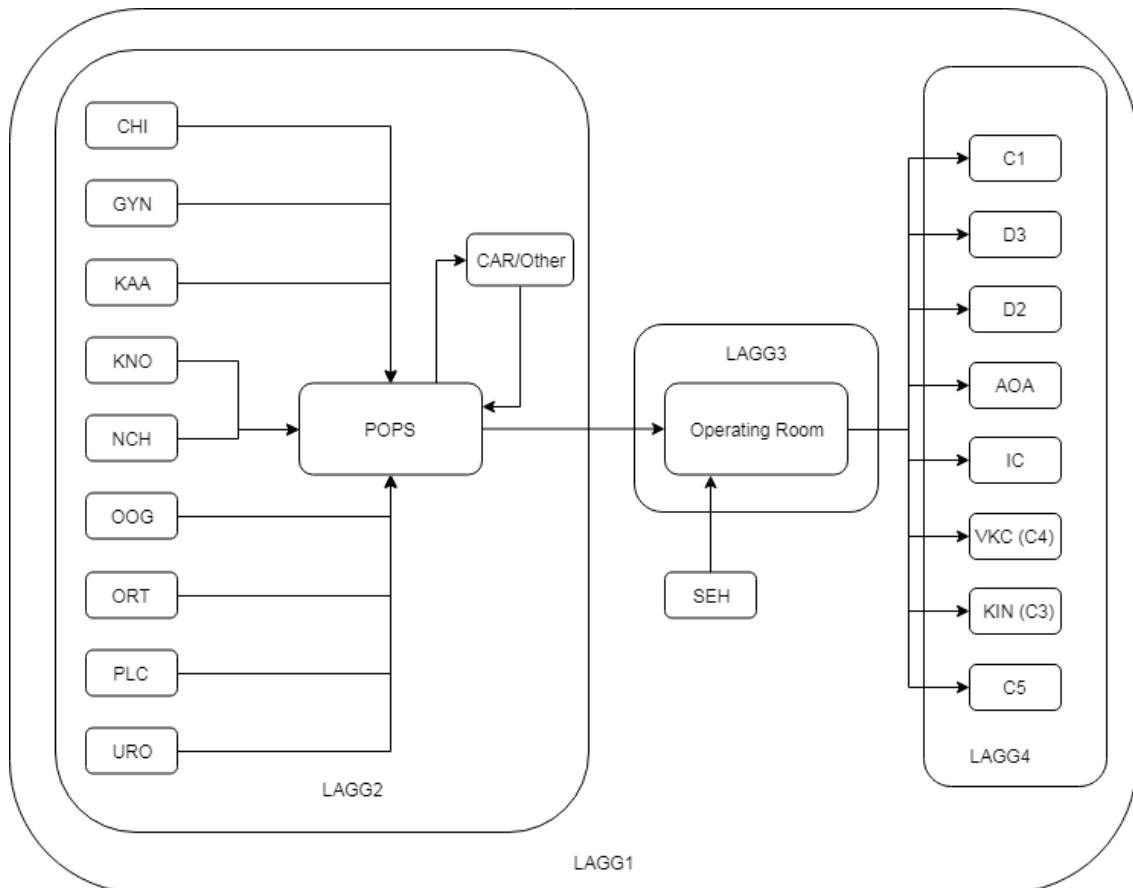 CHI
GYN
KAA
KNO
NCH
OOG
ORT
PLC
URO
CAR/Other
POPS
LAGG2
LAGG3
Operating Room
SEH
C1
D3
D2
AOA
IC
VKC (C4)
KIN (C3)
C5
LAGG4
LAGG1